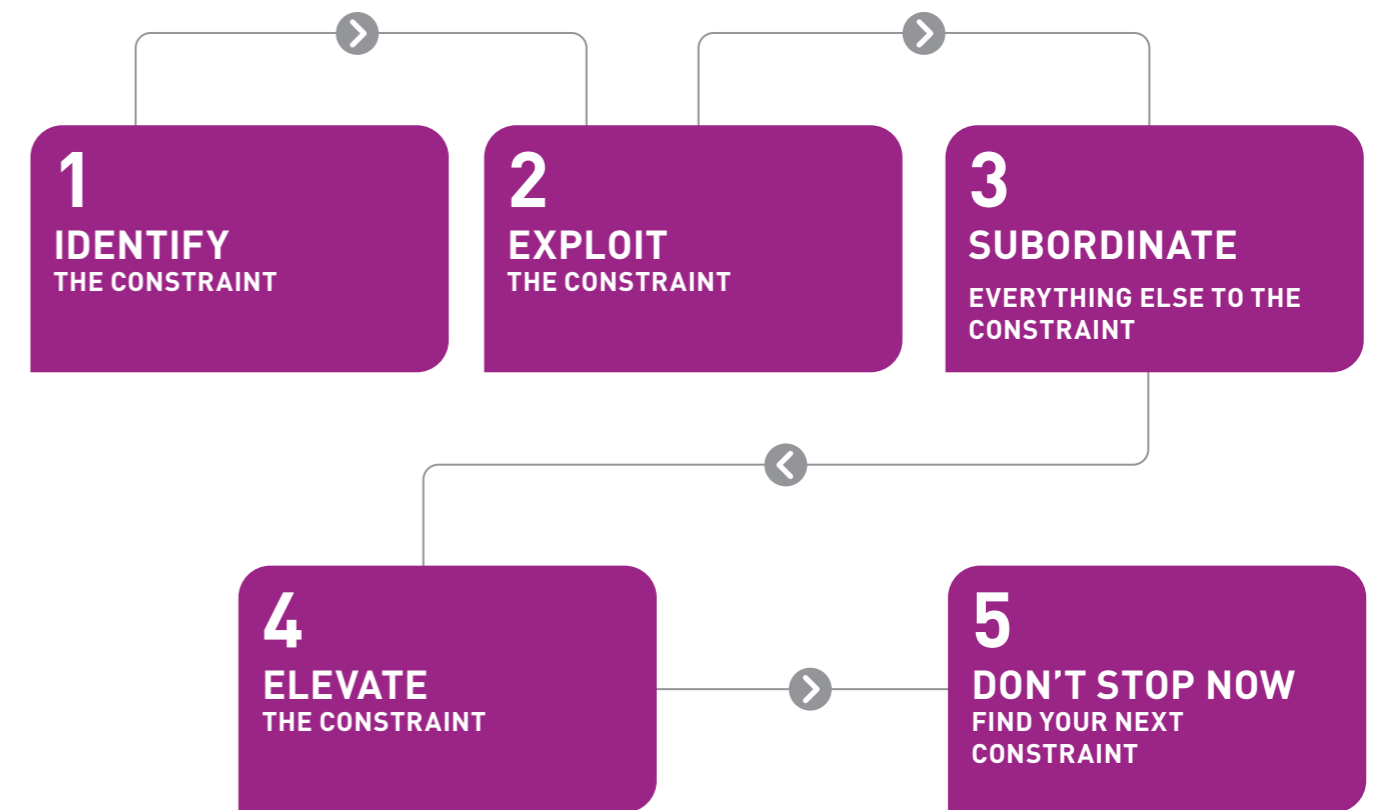 1
IDENTIFY
THE CONSTRAINT
2
EXPLOIT
THE CONSTRAINT
3
SUBORDINATE
EVERYTHING ELSE TO THE
CONSTRAINT
4
ELEVATE
THE CONSTRAINT
5
DON’T STOP NOW
FIND YOUR NEXT
CONSTRAINT